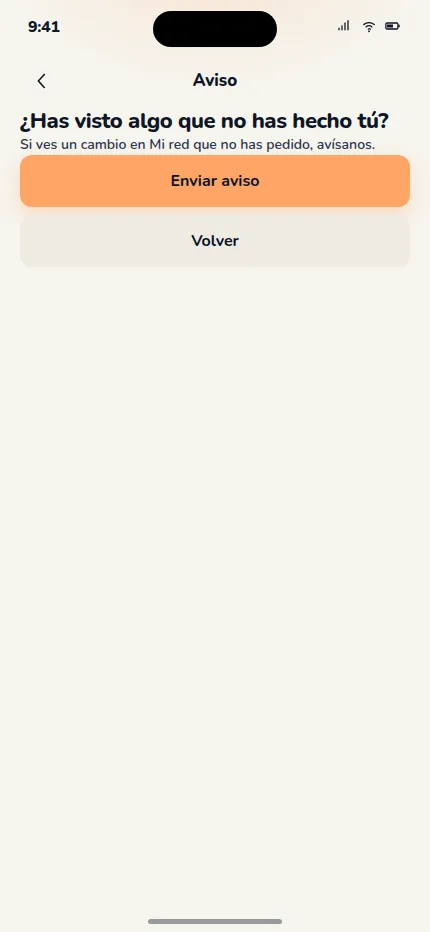 9:41
Aviso
¿Has visto algo que no has hecho tú?
Si ves un cambio en Mi red que no has pedido, avísanos.
Enviar aviso
Volver